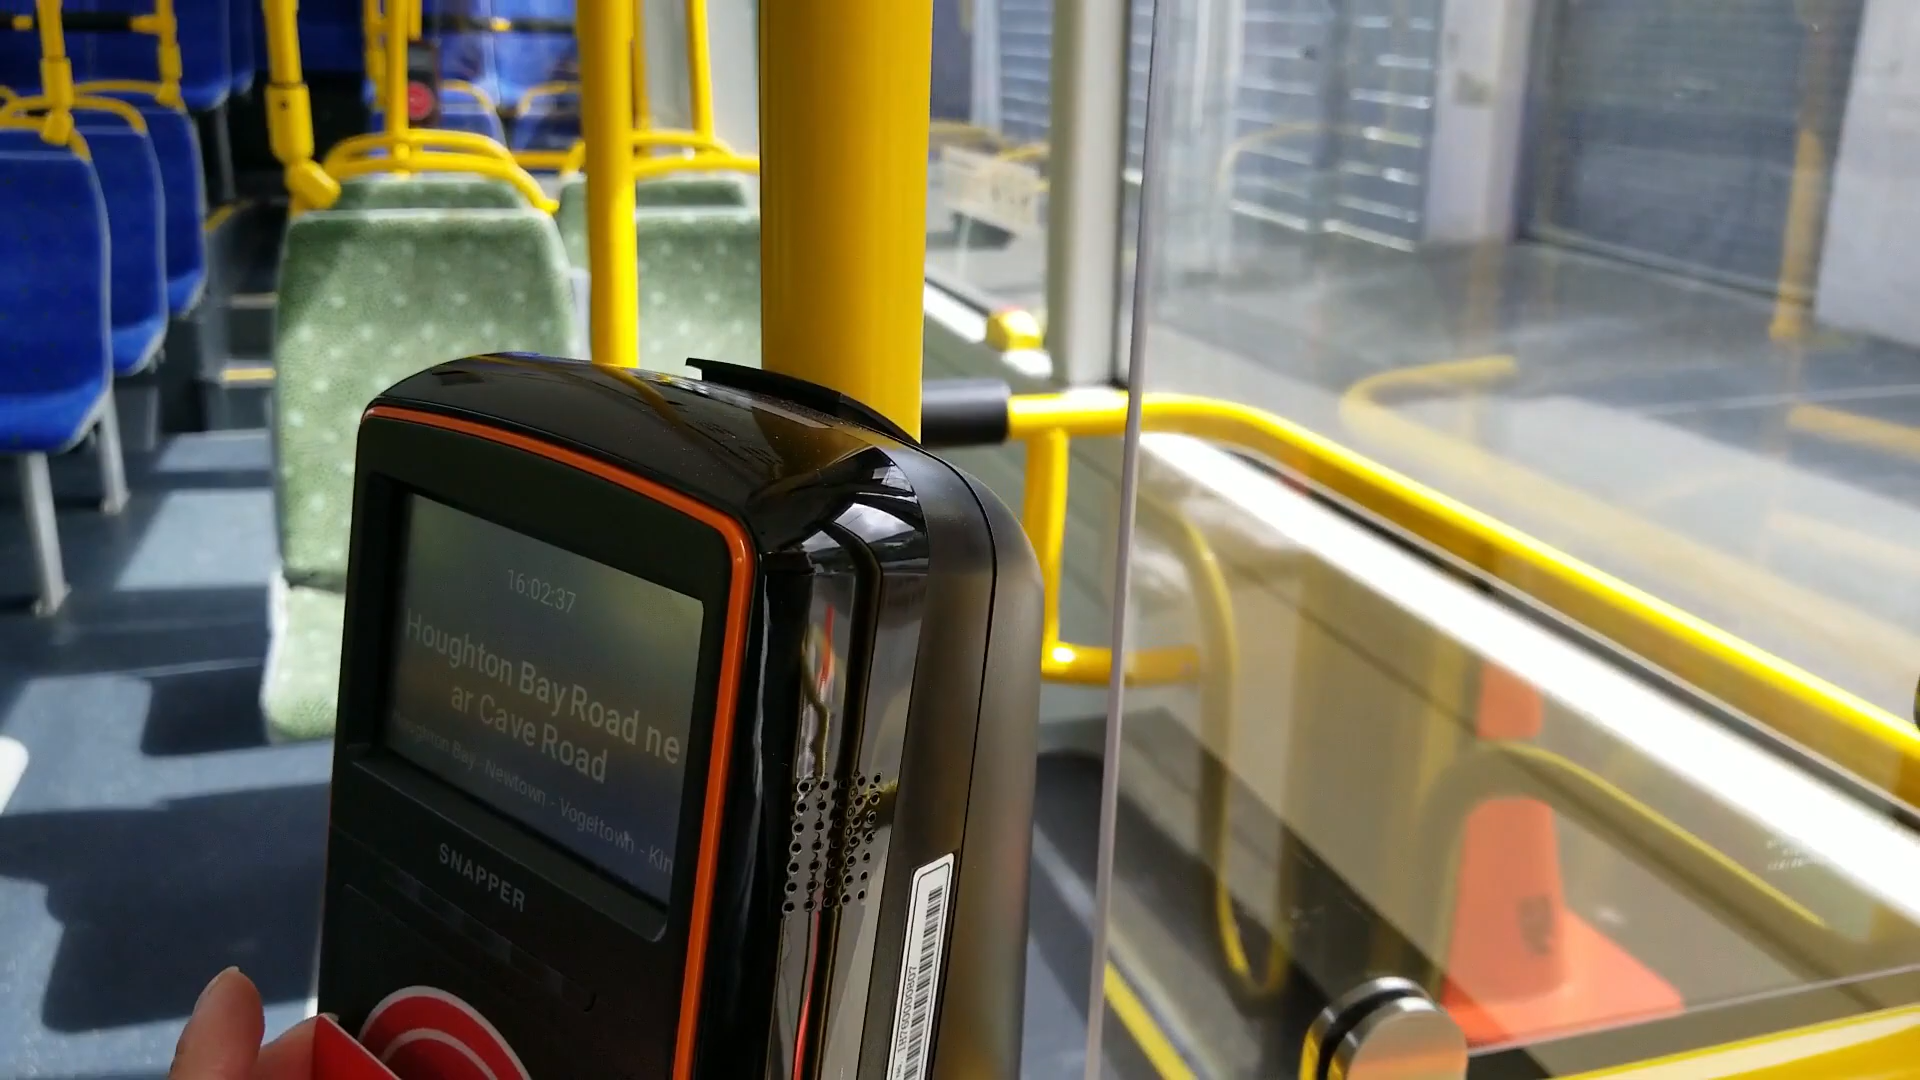 16:02:37
Houghton Bay Road ne
ar Cave Road
Houghton Bay - Newtown - Vogeltown - Kin
SNAPPER